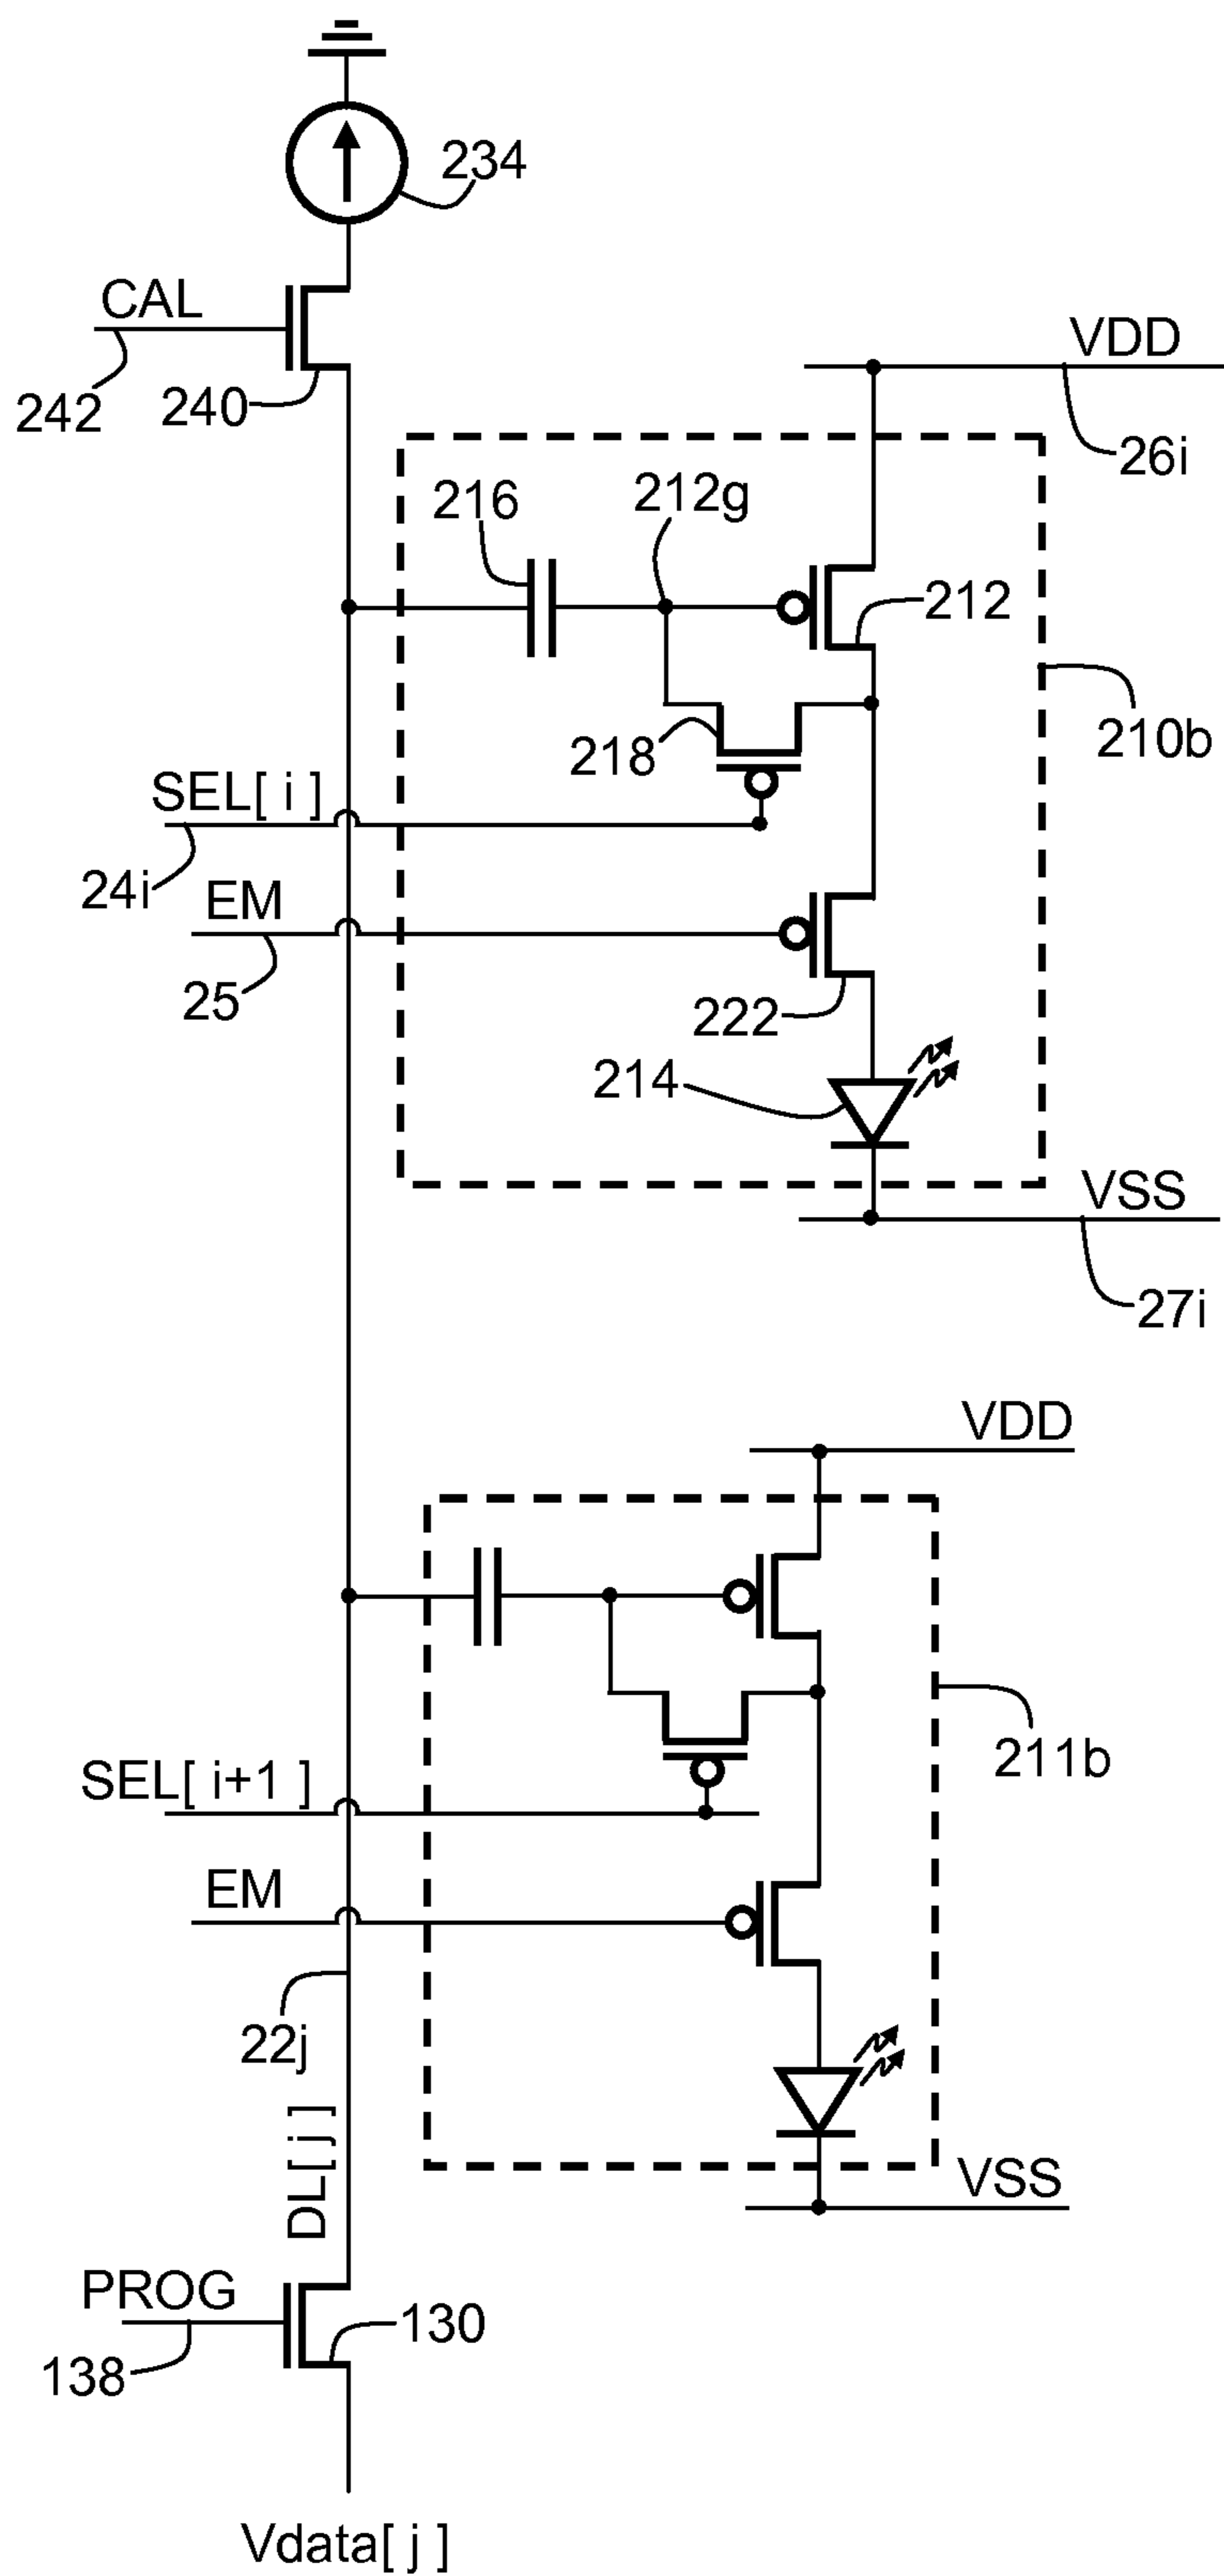 234
CAL
242
240
VDD
26i
216
212g
212
210b
218
SEL[ i ]
24i
EM
25
222
214
VSS
27i
VDD
211b
SEL[ i+1 ]
EM
22j
DL[ j ]
VSS
PROG
130
138
Vdata[ j ]